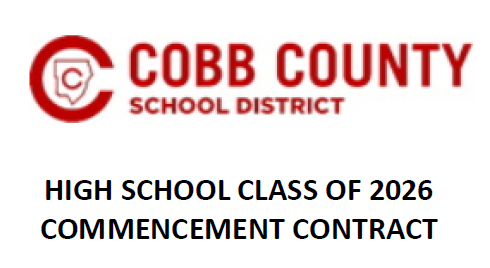 C
COBB COUNTY
SCHOOL DISTRICT
HIGH SCHOOL CLASS OF 2026
COMMENCEMENT CONTRACT